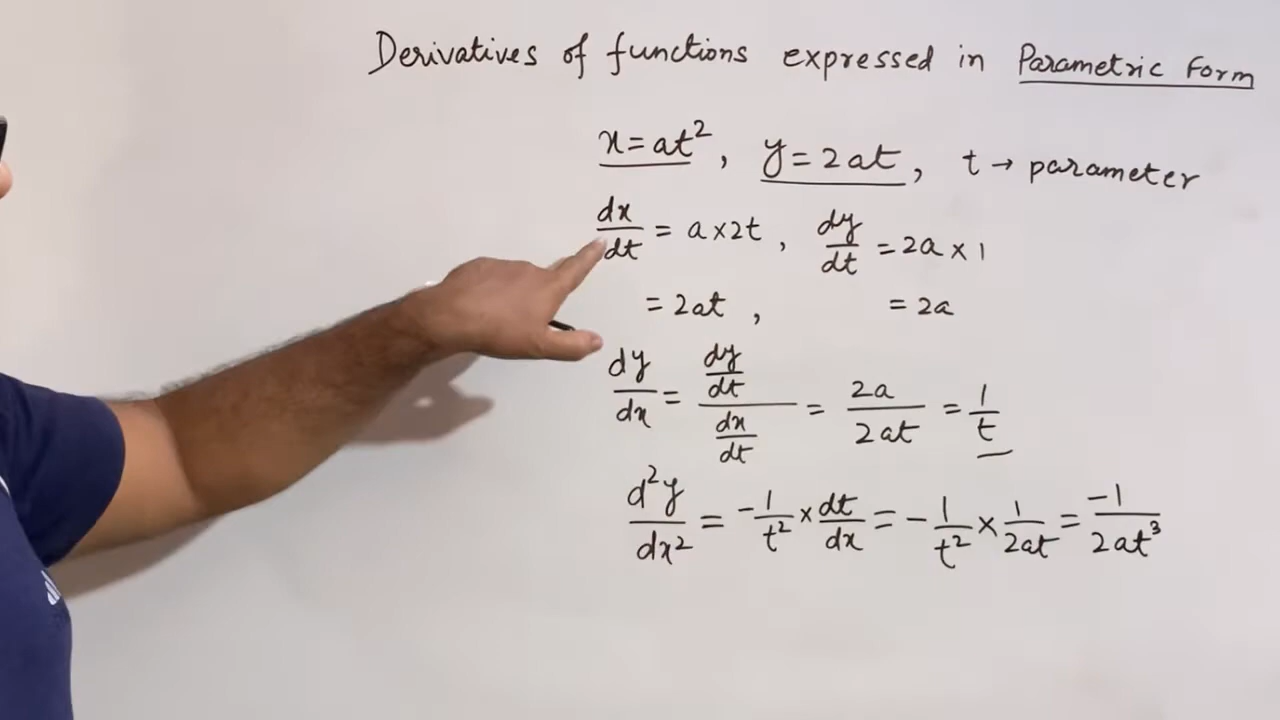 Derivatives of functions expressed in Parametric Form
x = at², y = 2at, t → parameter
dx/dt = a×2t, dy/dt = 2a × 1
= 2at, = 2a
dy/dx = (dy/dt)/(dx/dt) = 2a/2at = 1/t
d²y/dx² = -1/t² × dt/dx = -1/t² × 1/2at = -1/2at³